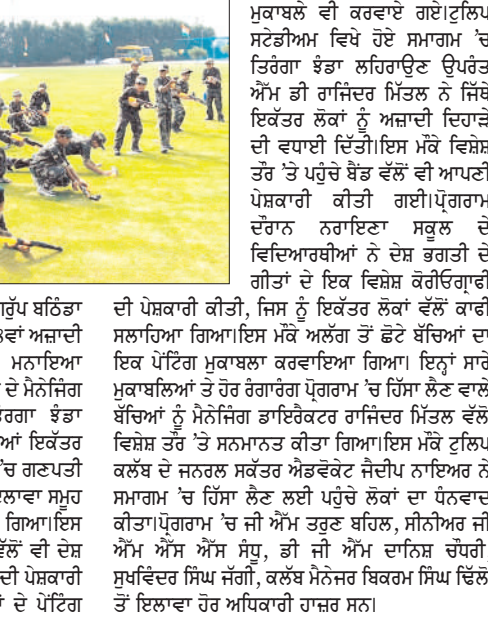 ਰੁੱਪ ਬਠਿੰਡਾ
ਵਾਂ ਅਜ਼ਾਦੀ
ਮਨਾਇਆ
ਦੇ ਮੈਨੇਜਿੰਗ
ਝੰਡਾ
ਆਂ ਇਕੱਤਰ
'ਚ ਗਣਪਤੀ
ਲਾਵਾ ਸਮੂਹ
ਗਿਆ।ਇਸ
ਵੱਲੋਂ ਵੀ ਦੇਸ਼
ਦੀ ਪੇਸ਼ਕਾਰੀ
ਦੇ ਪੇਂਟਿੰਗ
ਮੁਕਾਬਲੇ ਵੀ ਕਰਵਾਏ ਗਏ।ਟੁਲਿਪ
ਸਟੇਡੀਅਮ ਵਿਖੇ ਹੋਏ ਸਮਾਗਮ 'ਚ
ਤਿਰੰਗਾ ਝੰਡਾ ਲਹਿਰਾਉਣ ਉਪਰੰਤ
ਐੱਮ ਡੀ ਰਾਜਿੰਦਰ ਮਿੱਤਲ ਨੇ ਜਿੱਥੇ
ਇਕੱਤਰ ਲੋਕਾਂ ਨੂੰ ਅਜ਼ਾਦੀ ਦਿਹਾੜੇ
ਦੀ ਵਧਾਈ ਦਿੱਤੀ।ਇਸ ਮੌਕੇ ਵਿਸ਼ੇਸ਼
ਤੌਰ 'ਤੇ ਪਹੁੰਚੇ ਬੈਂਡ ਵੱਲੋਂ ਵੀ ਆਪਣੀ
ਪੇਸ਼ਕਾਰੀ ਕੀਤੀ ਗਈ।ਪ੍ਰੋਗਰਾਮ
ਦੌਰਾਨ ਨਰਾਇਣਾ ਸਕੂਲ ਦੇ
ਵਿਦਿਆਰਥੀਆਂ ਨੇ ਦੇਸ਼ ਭਗਤੀ ਦੇ
ਗੀਤਾਂ ਦੇ ਇਕ ਵਿਸ਼ੇਸ਼ ਕੋਰੀਓਗ੍ਰਾਫੀ
ਦੀ ਪੇਸ਼ਕਾਰੀ ਕੀਤੀ, ਜਿਸ ਨੂੰ ਇਕੱਤਰ ਲੋਕਾਂ ਵੱਲੋਂ ਕਾਫੀ
ਸਲਾਹਿਆ ਗਿਆ।ਇਸ ਮੌਕੇ ਅਲੱਗ ਤੋਂ ਛੋਟੇ ਬੱਚਿਆਂ ਦਾ
ਇਕ ਪੇਂਟਿੰਗ ਮੁਕਾਬਲਾ ਕਰਵਾਇਆ ਗਿਆ। ਇਨ੍ਹਾਂ ਸਾਰੇ
ਮੁਕਾਬਲਿਆਂ ਤੇ ਹੋਰ ਰੰਗਾਰੰਗ ਪ੍ਰੋਗਰਾਮ 'ਚ ਹਿੱਸਾ ਲੈਣ ਵਾਲੇ
ਬੱਚਿਆਂ ਨੂੰ ਮੈਨੇਜਿੰਗ ਡਾਇਰੈਕਟਰ ਰਾਜਿੰਦਰ ਮਿੱਤਲ ਵੱਲੋਂ
ਵਿਸ਼ੇਸ਼ ਤੌਰ 'ਤੇ ਸਨਮਾਨਤ ਕੀਤਾ ਗਿਆ।ਇਸ ਮੌਕੇ ਟੁਲਿਪ
ਕਲੱਬ ਦੇ ਜਨਰਲ ਸਕੱਤਰ ਐਡਵੋਕੇਟ ਜੈਦੀਪ ਨਾਇਅਰ ਨੇ
ਸਮਾਗਮ 'ਚ ਹਿੱਸਾ ਲੈਣ ਲਈ ਪਹੁੰਚੇ ਲੋਕਾਂ ਦਾ ਧੰਨਵਾਦ
ਕੀਤਾ।ਪ੍ਰੋਗਰਾਮ 'ਚ ਜੀ ਐੱਮ ਤਰੁਣ ਬਹਿਲ, ਸੀਨੀਅਰ ਜੀ
ਐੱਮ ਐੱਸ ਐੱਸ ਸੰਧੂ, ਡੀ ਜੀ ਐੱਮ ਦਾਨਿਸ਼ ਚੌਧਰੀ,
ਸੁਖਵਿੰਦਰ ਸਿੰਘ ਜੱਗੀ, ਕਲੱਬ ਮੈਨੇਜਰ ਬਿਕਰਮ ਸਿੰਘ ਢਿੱਲੋਂ
ਤੋਂ ਇਲਾਵਾ ਹੋਰ ਅਧਿਕਾਰੀ ਹਾਜ਼ਰ ਸਨ।